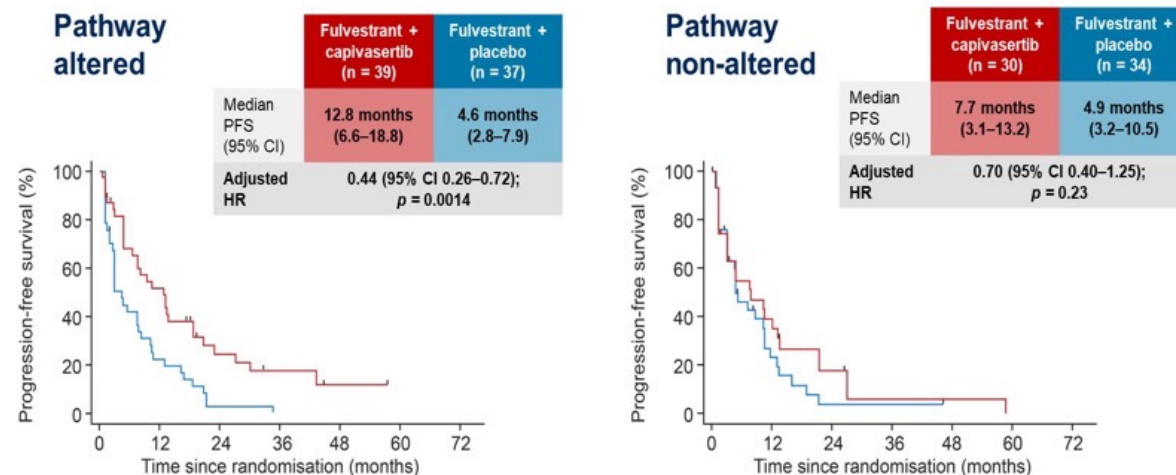 Pathway
altered
Fulvestrant +
capivasertib
(n = 39)
Fulvestrant +
placebo
(n = 37)
Median
PFS
(95% CI)
12.8 months
(6.6–18.8)
4.6 months
(2.8–7.9)
Adjusted
HR
0.44 (95% CI 0.26–0.72);
p = 0.0014
Progression-free survival (%)
100
80
60
40
20
0
0 12 24 36 48 60 72
Time since randomisation (months)
Pathway
non-altered
Fulvestrant +
capivasertib
(n = 30)
Fulvestrant +
placebo
(n = 34)
Median
PFS
(95% CI)
7.7 months
(3.1–13.2)
4.9 months
(3.2–10.5)
Adjusted
HR
0.70 (95% CI 0.40–1.25);
p = 0.23
Progression-free survival (%)
100
80
60
40
20
0
0 12 24 36 48 60 72
Time since randomisation (months)